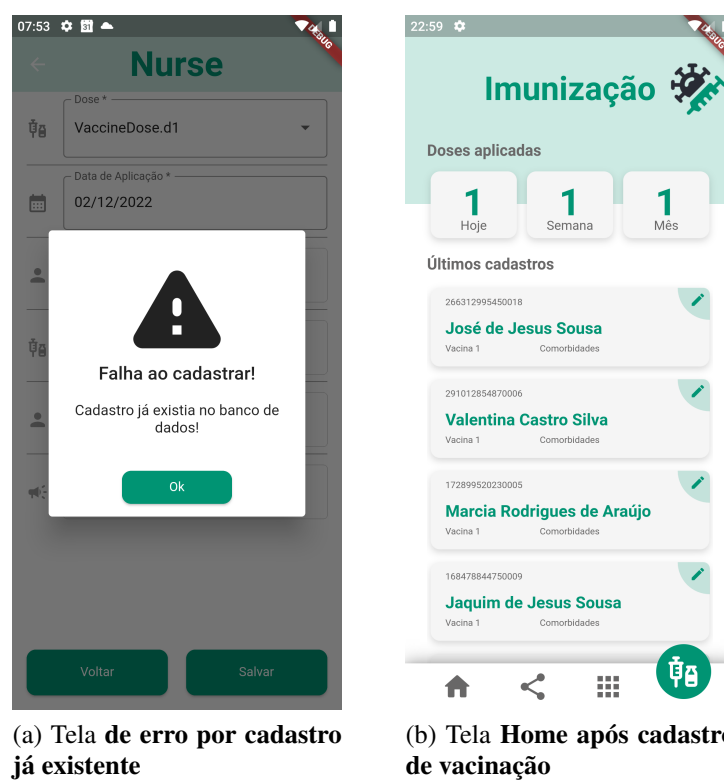 07:53
31
DEBUG
Nurse
Dose *
VaccineDose.d1
Data de Aplicação *
02/12/2022
Falha ao cadastrar!
Cadastro já existia no banco de
dados!
Ok
Voltar
Salvar
(a) Tela de erro por cadastro
já existente
22:59
DEBUG
Imunização
Doses aplicadas
1
1
1
Hoje
Semana
Mês
Últimos cadastros
266312995450018
José de Jesus Sousa
Vacina 1
Comorbidades
291012854870006
Valentina Castro Silva
Vacina 1
Comorbidades
172899520230005
Marcia Rodrigues de Araújo
Vacina 1
Comorbidades
168478844750009
Jaquim de Jesus Sousa
Vacina 1
Comorbidades
(b) Tela Home após cadastro
de vacinação